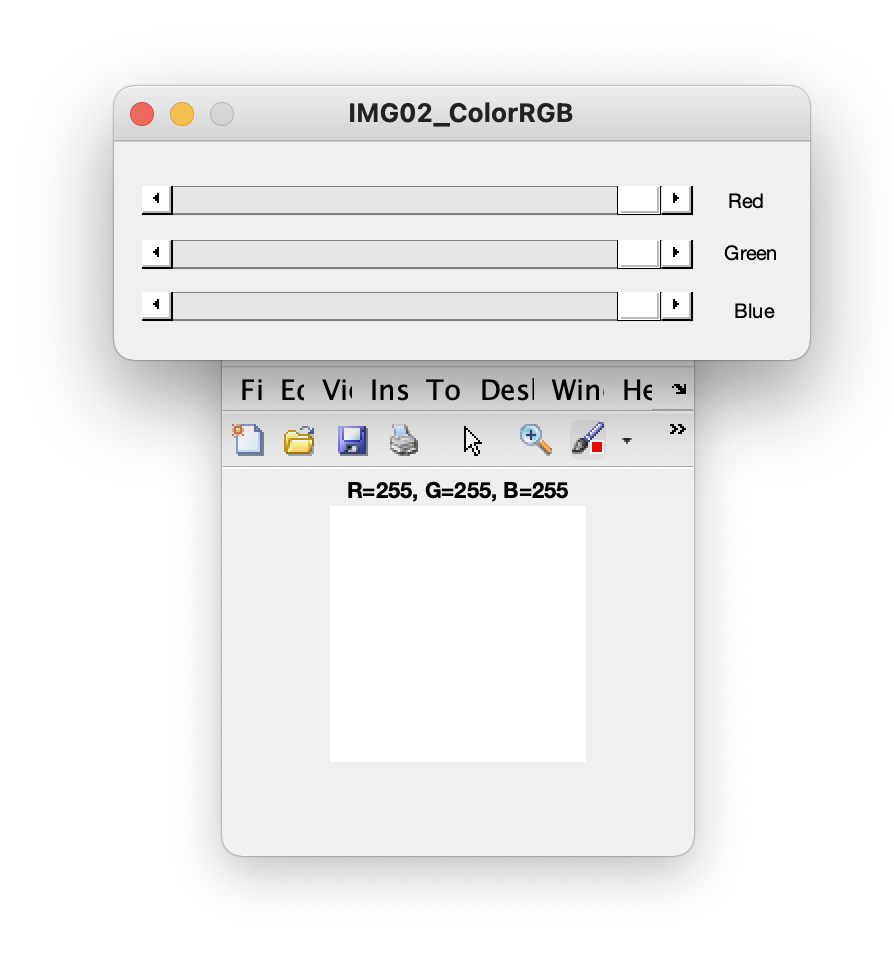 IMG02_ColorRGB
Red
Green
Blue
Fi Ec Vi Ins To Des Win He
R=255, G=255, B=255